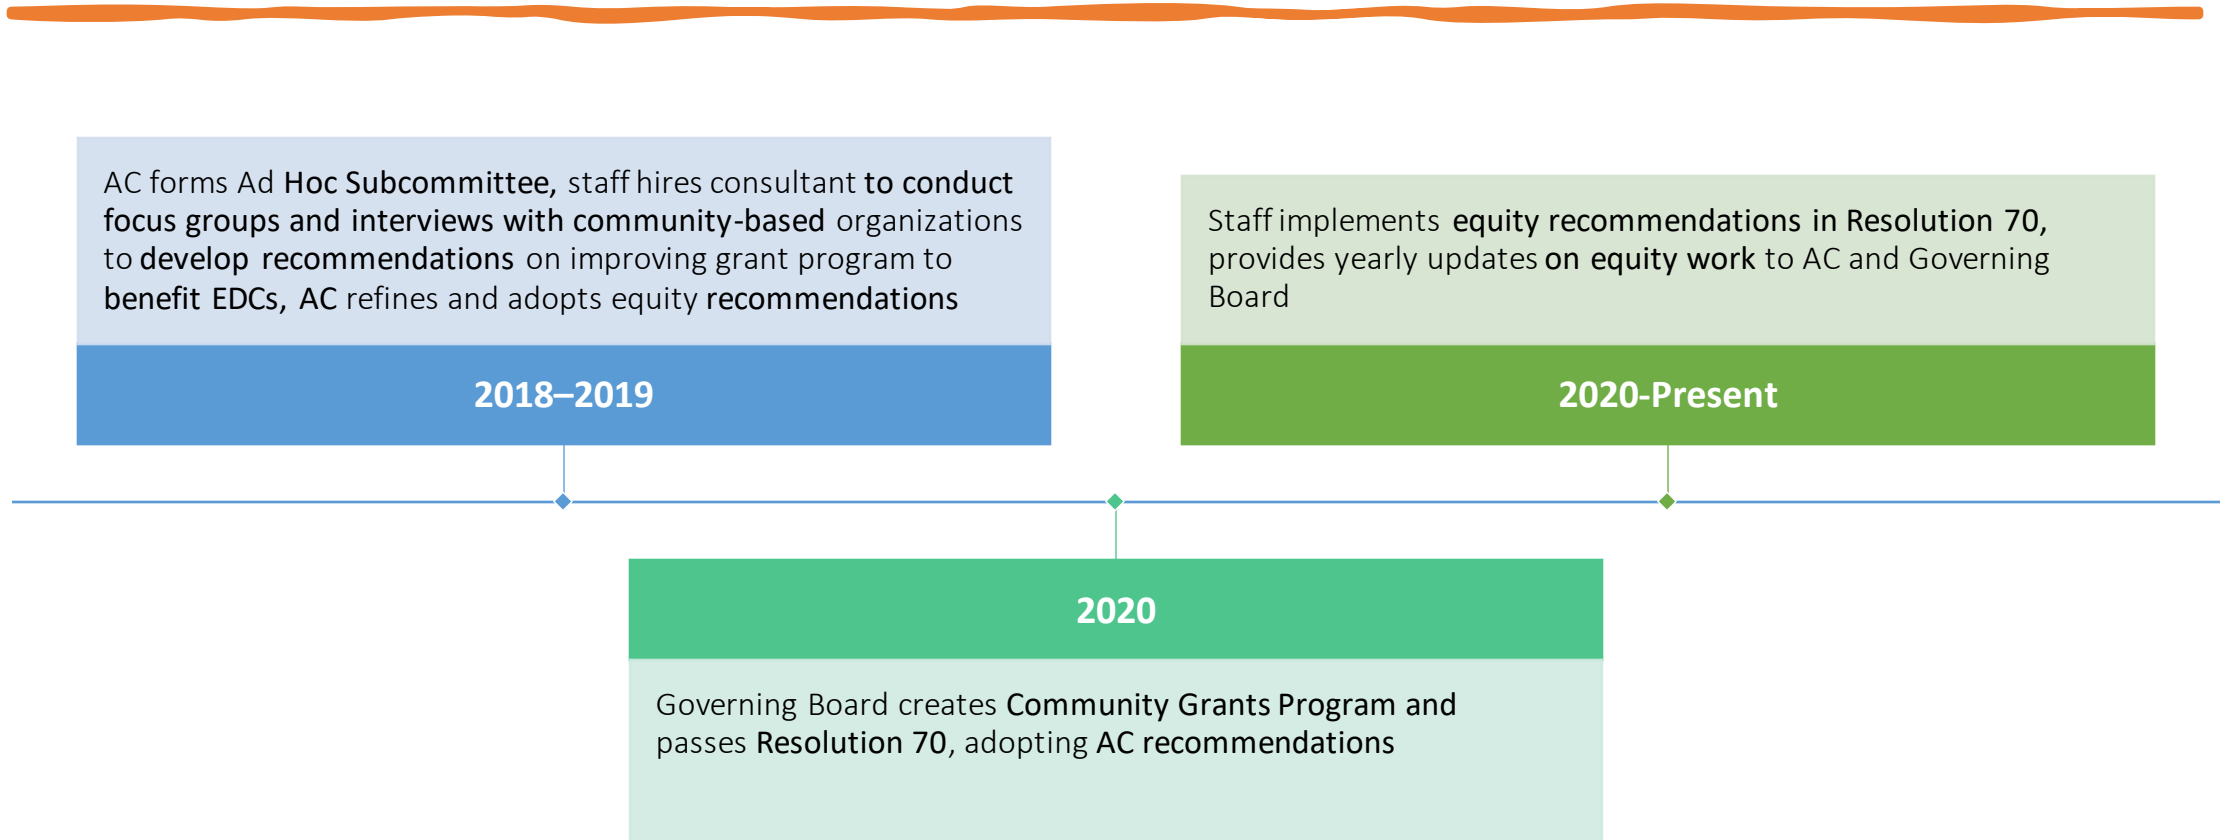 AC forms Ad Hoc Subcommittee, staff hires consultant to conduct
focus groups and interviews with community-based organizations
to develop recommendations on improving grant program to
benefit EDCs, AC refines and adopts equity recommendations
2018–2019
Staff implements equity recommendations in Resolution 70,
provides yearly updates on equity work to AC and Governing
Board
2020-Present
2020
Governing Board creates Community Grants Program and
passes Resolution 70, adopting AC recommendations